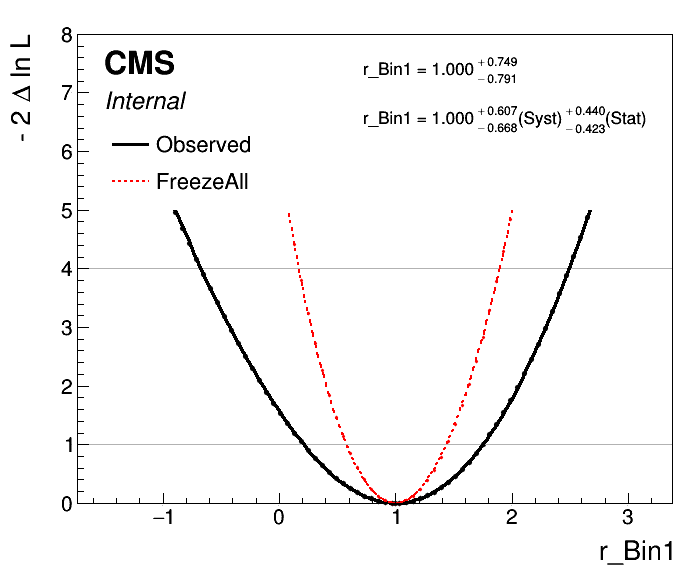 - 2 Δ ln L
8
7
6
5
4
3
2
1
0
CMS
Internal
Observed
FreezeAll
r_Bin1 = 1.000 +0.749 −0.791
r_Bin1 = 1.000 +0.607 −0.668 (Syst) +0.440 −0.423 (Stat)
−1 0 1 2 3
r_Bin1